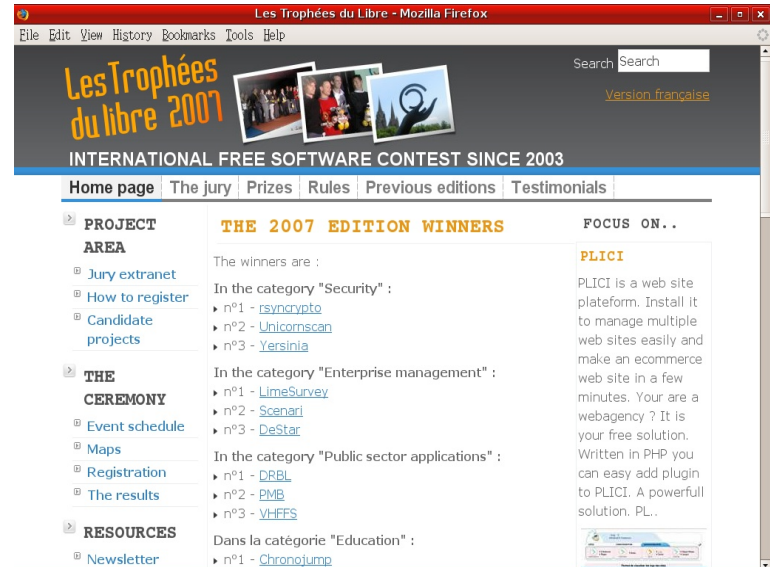 Les Trophées du Libre - Mozilla Firefox
File Edit View History Bookmarks Tools Help
Les Trophées
du libre 2007
Search Search
Version française
INTERNATIONAL FREE SOFTWARE CONTEST SINCE 2003
Home page The jury Prizes Rules Previous editions Testimonials
PROJECT
AREA
Jury extranet
How to register
Candidate
projects
THE
CEREMONY
Event schedule
Maps
Registration
The results
RESOURCES
Newsletter
THE 2007 EDITION WINNERS
The winners are :
In the category "Security" :
n°1 - rsyncrypto
n°2 - Unicornscan
n°3 - Yersinia
In the category "Enterprise management" :
n°1 - LimeSurvey
n°2 - Scenari
n°3 - DeStar
In the category "Public sector applications" :
n°1 - DRBL
n°2 - PMB
n°3 - VHFFS
Dans la catégorie "Education" :
n°1 - Chronojump
FOCUS ON..
PLICI
PLICI is a web site
plateform. Install it
to manage multiple
web sites easily and
make an ecommerce
web site in a few
minutes. Your are a
webagency ? It is
your free solution.
Written in PHP you
can easy add plugin
to PLICI. A powerfull
solution. PL..